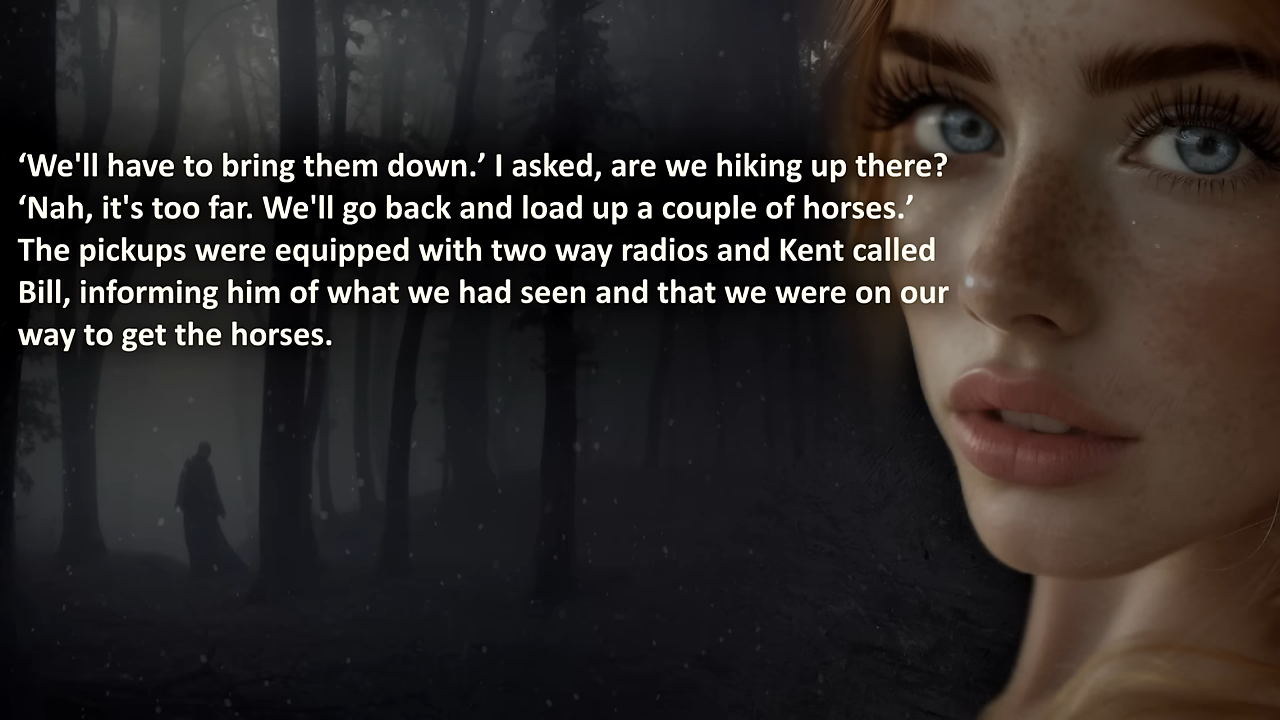 ‘We'll have to bring them down.’ I asked, are we hiking up there?
‘Nah, it's too far. We'll go back and load up a couple of horses.’
The pickups were equipped with two way radios and Kent called
Bill, informing him of what we had seen and that we were on our
way to get the horses.